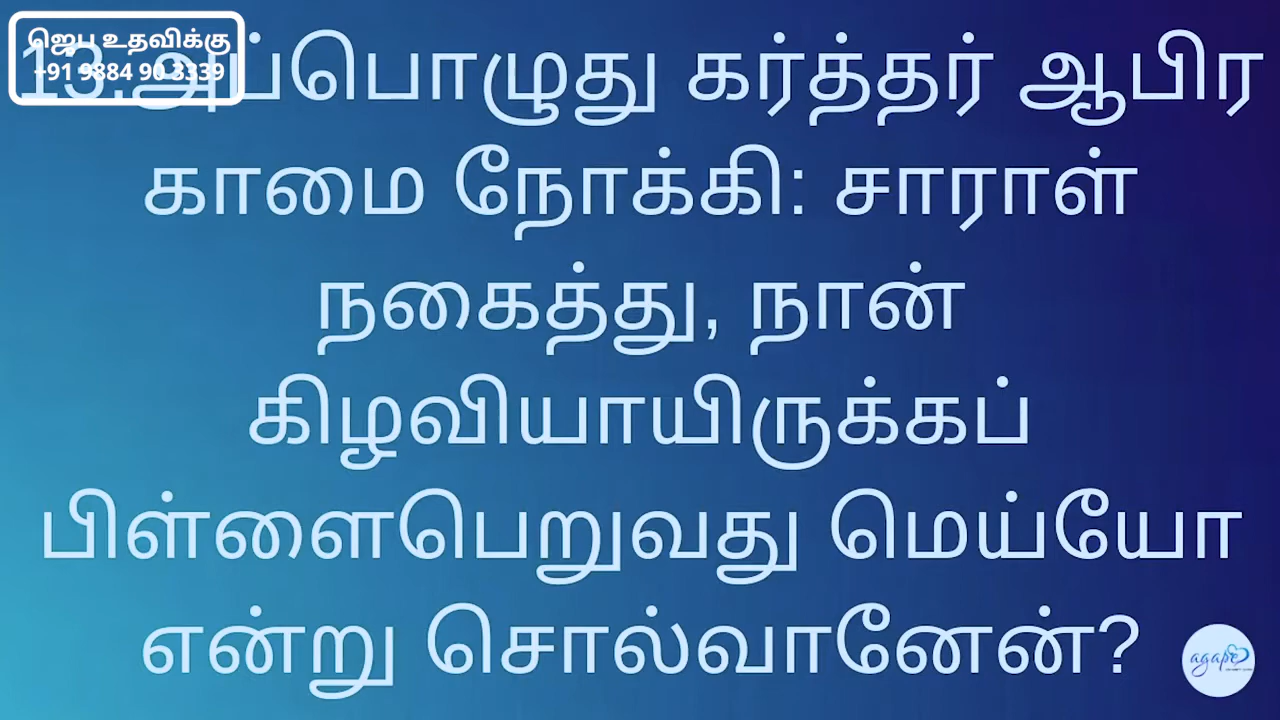 ஜெப உதவிக்கு
+91 9884 90 3339
13.அப்பொழுது கர்த்தர் ஆபிர
காமை நோக்கி: சாராள்
நகைத்து, நான்
கிழவியாயிருக்கப்
பிள்ளைபெறுவது மெய்யோ
என்று சொல்வானேன்?
agape